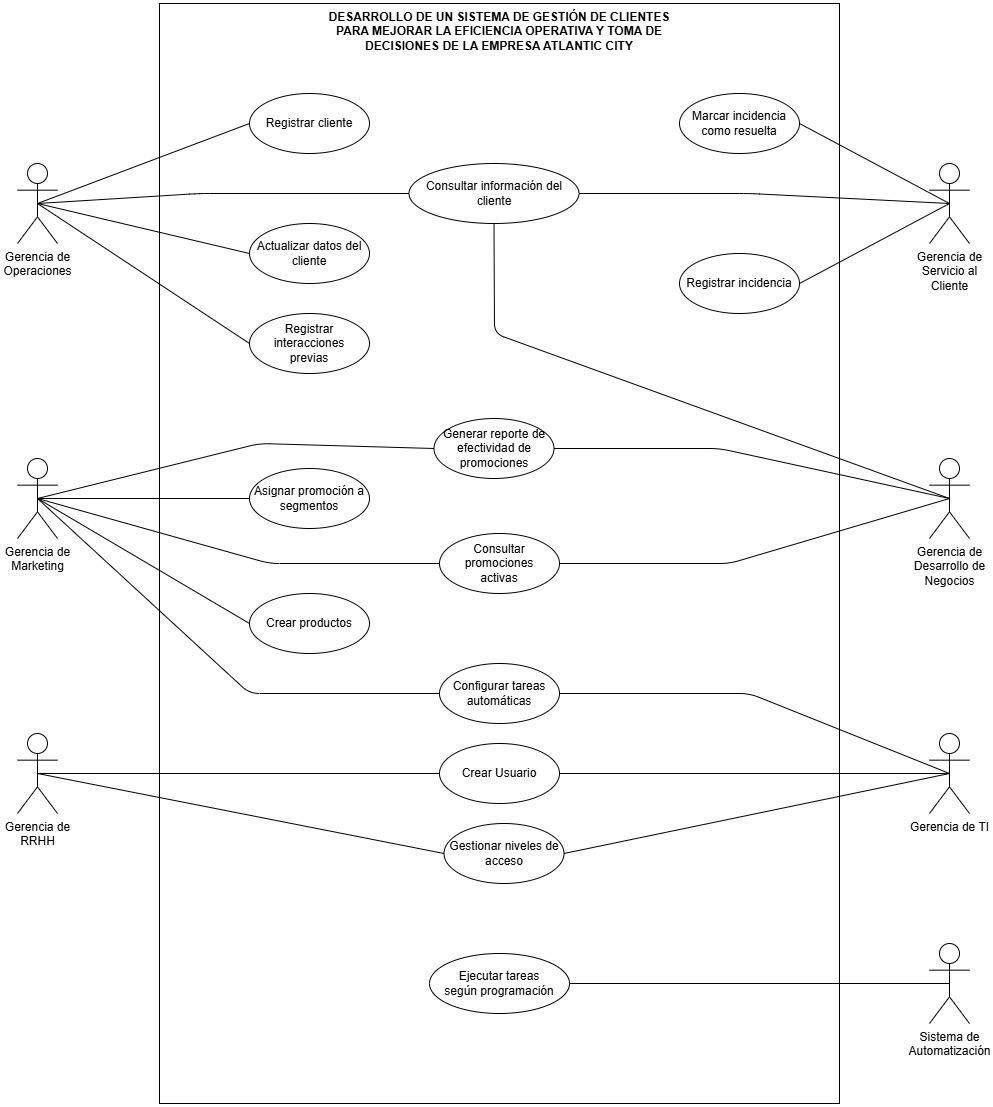 DESARROLLO DE UN SISTEMA DE GESTIÓN DE CLIENTES
PARA MEJORAR LA EFICIENCIA OPERATIVA Y TOMA DE
DECISIONES DE LA EMPRESA ATLANTIC CITY
Registrar cliente
Marcar incidencia
como resuelta
Consultar información del
cliente
Gerencia de
Operaciones
Actualizar datos del
cliente
Gerencia de
Servicio al
Cliente
Registrar incidencia
Registrar
interacciones
previas
Generar reporte de
efectividad de
promociones
Asignar promoción a
segmentos
Gerencia de
Marketing
Consultar
promociones
activas
Gerencia de
Desarrollo de
Negocios
Crear productos
Configurar tareas
automáticas
Crear Usuario
Gerencia de
RRHH
Gerencia de TI
Gestionar niveles de
acceso
Ejecutar tareas
según programación
Sistema de
Automatización